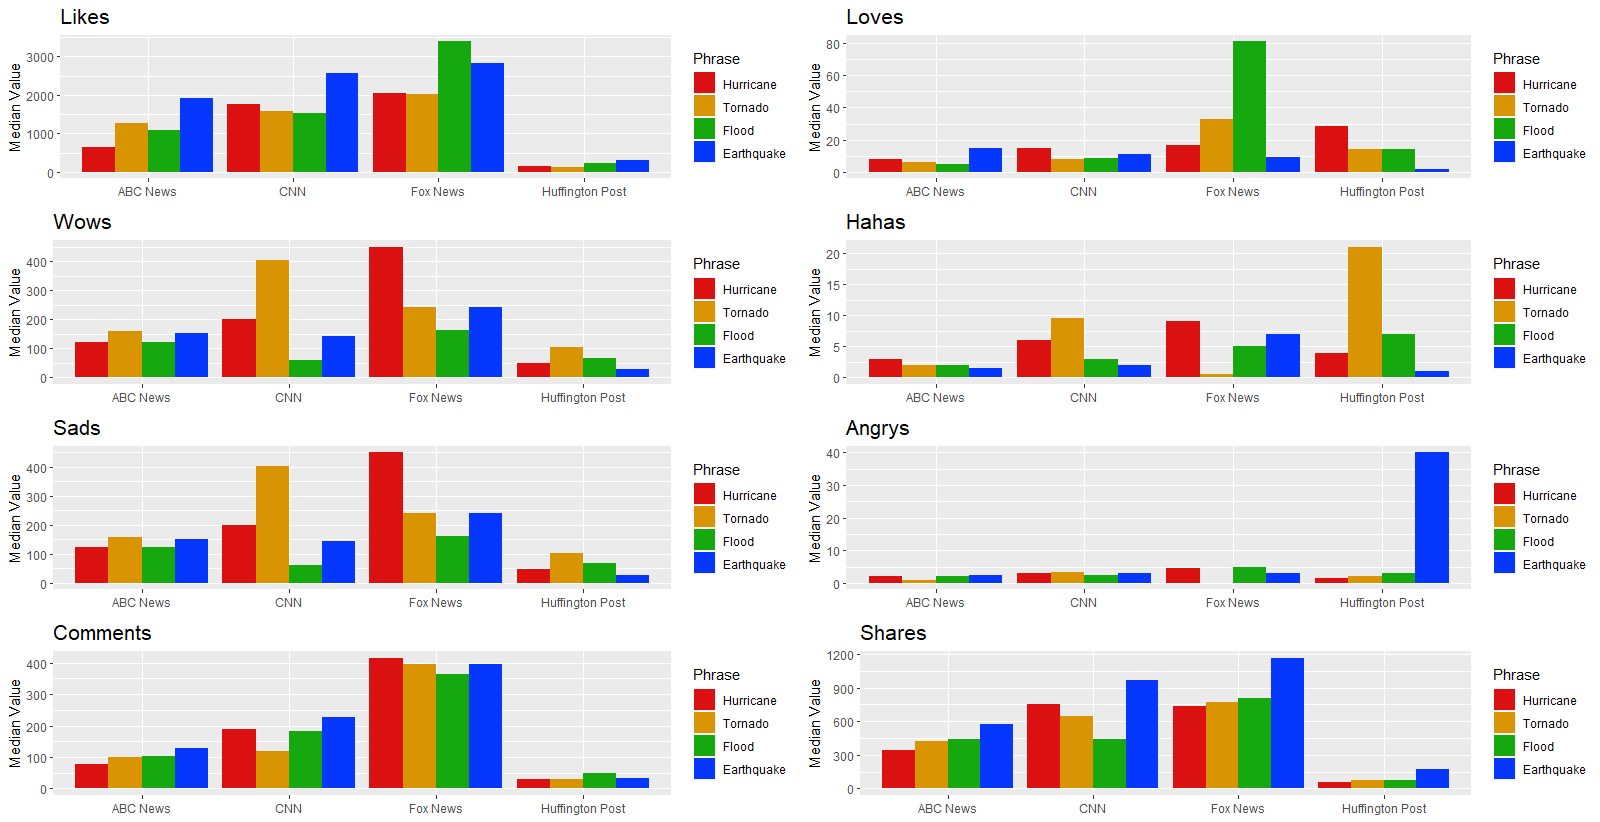 Likes
Median Value
3000
2000
1000
0
ABC News
CNN
Fox News
Huffington Post
Phrase
Hurricane
Tornado
Flood
Earthquake
Loves
Median Value
80
60
40
20
0
ABC News
CNN
Fox News
Huffington Post
Phrase
Hurricane
Tornado
Flood
Earthquake
Wows
Median Value
400
300
200
100
0
ABC News
CNN
Fox News
Huffington Post
Phrase
Hurricane
Tornado
Flood
Earthquake
Hahas
Median Value
20
15
10
5
0
ABC News
CNN
Fox News
Huffington Post
Phrase
Hurricane
Tornado
Flood
Earthquake
Sads
Median Value
400
300
200
100
0
ABC News
CNN
Fox News
Huffington Post
Phrase
Hurricane
Tornado
Flood
Earthquake
Angrys
Median Value
40
30
20
10
0
ABC News
CNN
Fox News
Huffington Post
Phrase
Hurricane
Tornado
Flood
Earthquake
Comments
Median Value
400
300
200
100
0
ABC News
CNN
Fox News
Huffington Post
Phrase
Hurricane
Tornado
Flood
Earthquake
Shares
Median Value
1200
900
600
300
0
ABC News
CNN
Fox News
Huffington Post
Phrase
Hurricane
Tornado
Flood
Earthquake